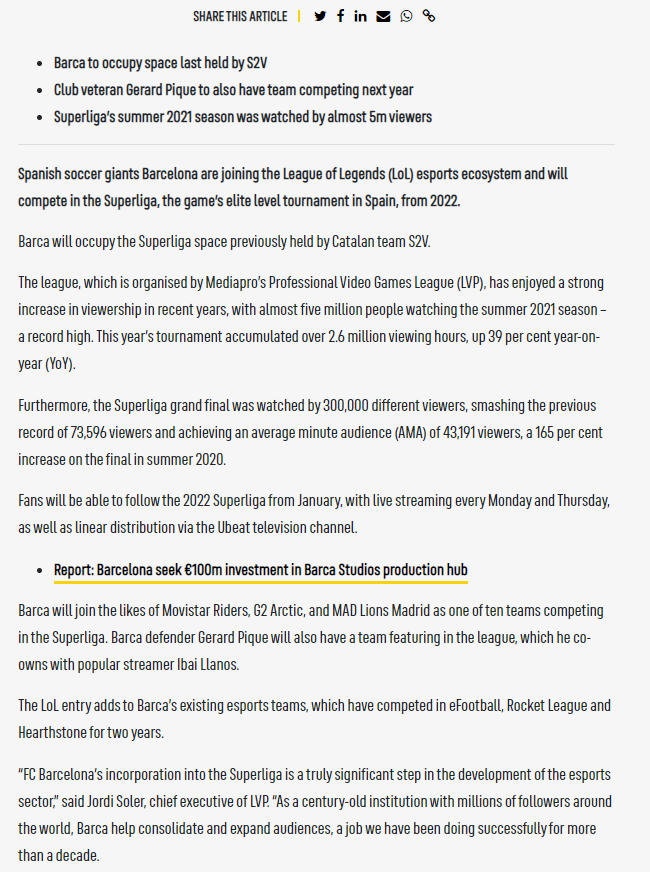 SHARE THIS ARTICLE
Barca to occupy space last held by S2V
Club veteran Gerard Pique to also have team competing next year
Superliga's summer 2021 season was watched by almost 5m viewers
Spanish soccer giants Barcelona are joining the League of Legends (LoL) esports ecosystem and will
compete in the Superliga, the game's elite level tournament in Spain, from 2022.
Barca will occupy the Superliga space previously held by Catalan team S2V.
The league, which is organised by Mediapro's Professional Video Games League (LVP), has enjoyed a strong
increase in viewership in recent years, with almost five million people watching the summer 2021 season –
a record high. This year's tournament accumulated over 2.6 million viewing hours, up 39 per cent year-on-
year (YoY).
Furthermore, the Superliga grand final was watched by 300,000 different viewers, smashing the previous
record of 73,596 viewers and achieving an average minute audience (AMA) of 43,191 viewers, a 165 per cent
increase on the final in summer 2020.
Fans will be able to follow the 2022 Superliga from January, with live streaming every Monday and Thursday,
as well as linear distribution via the Ubeat television channel.
Report: Barcelona seek €100m investment in Barca Studios production hub
Barca will join the likes of Movistar Riders, G2 Arctic, and MAD Lions Madrid as one of ten teams competing
in the Superliga. Barca defender Gerard Pique will also have a team featuring in the league, which he co-
owns with popular streamer Ibai Llanos.
The LoL entry adds to Barca's existing esports teams, which have competed in eFootball, Rocket League and
Hearthstone for two years.
“FC Barcelona's incorporation into the Superliga is a truly significant step in the development of the esports
sector,” said Jordi Soler, chief executive of LVP. “As a century-old institution with millions of followers around
the world, Barca help consolidate and expand audiences, a job we have been doing successfully for more
than a decade.